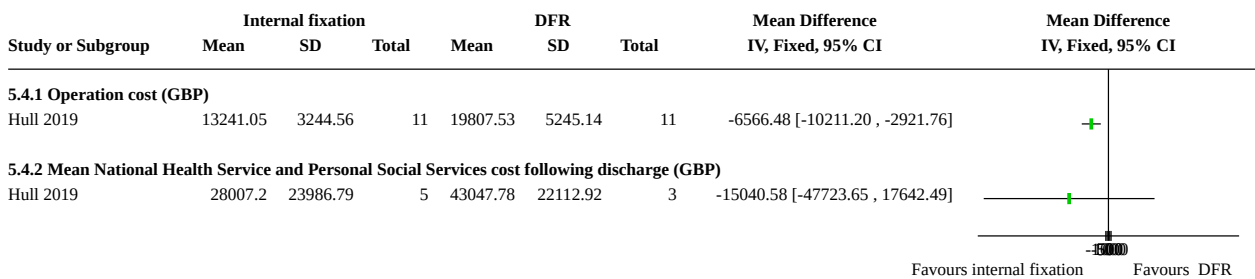 Internal fixation DFR Mean Difference Mean Difference
Study or Subgroup Mean SD Total Mean SD Total IV, Fixed, 95% CI IV, Fixed, 95% CI
5.4.1 Operation cost (GBP)
Hull 2019 13241.05 3244.56 11 19807.53 5245.14 11 -6566.48 [-10211.20 , -2921.76]
5.4.2 Mean National Health Service and Personal Social Services cost following discharge (GBP)
Hull 2019 28007.2 23986.79 5 43047.78 22112.92 3 -15040.58 [-47723.65 , 17642.49]
Favours internal fixation Favours DFR